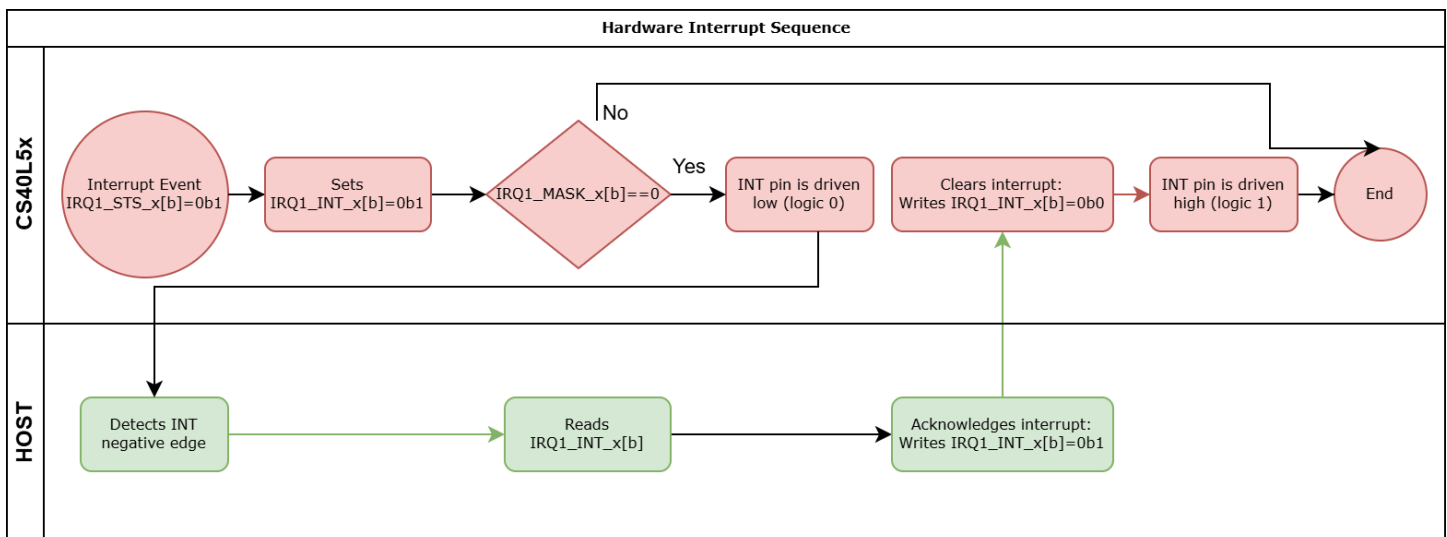 Hardware Interrupt Sequence
CS40L5x
Interrupt Event
IRQ1_STS_x[b]=0b1
Sets
IRQ1_INT_x[b]=0b1
IRQ1_MASK_x[b]==0
No
Yes
INT pin is driven
low (logic 0)
Clears interrupt:
Writes IRQ1_INT_x[b]=0b0
INT pin is driven
high (logic 1)
End
HOST
Detects INT
negative edge
Reads
IRQ1_INT_x[b]
Acknowledges interrupt:
Writes IRQ1_INT_x[b]=0b1